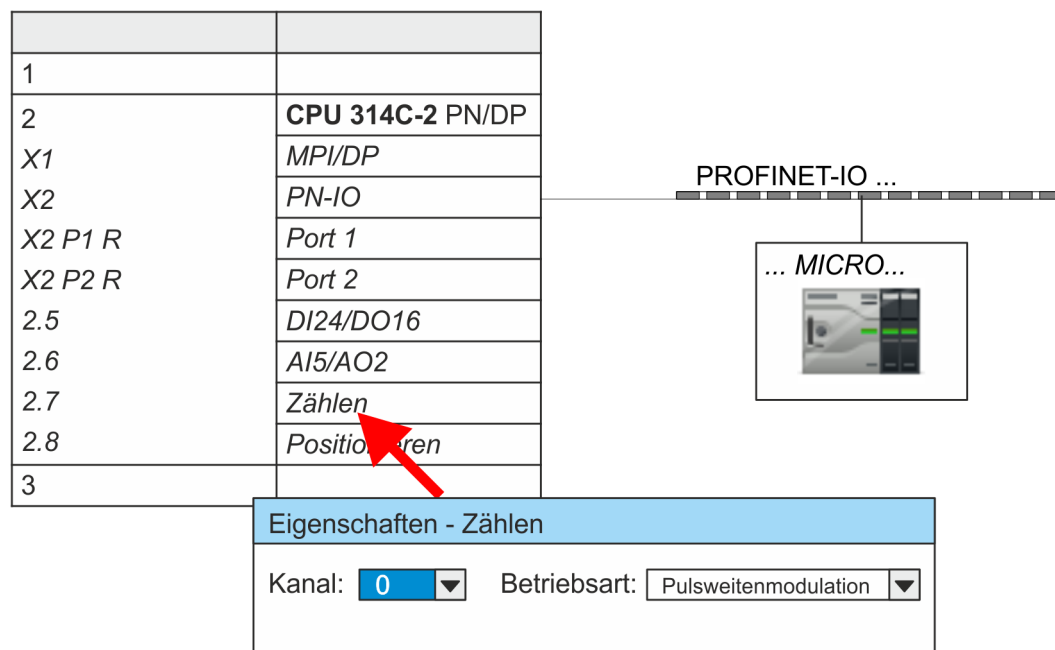 1
2 CPU 314C-2 PN/DP
X1 MPI/DP
X2 PN-IO
X2 P1 R Port 1
X2 P2 R Port 2
2.5 DI24/DO16
2.6 AI5/AO2
2.7 Zählen
2.8
3
PROFINET-IO ...
... MICRO...
Eigenschaften - Zählen
Kanal: 0 Betriebsart: Pulsweitenmodulation